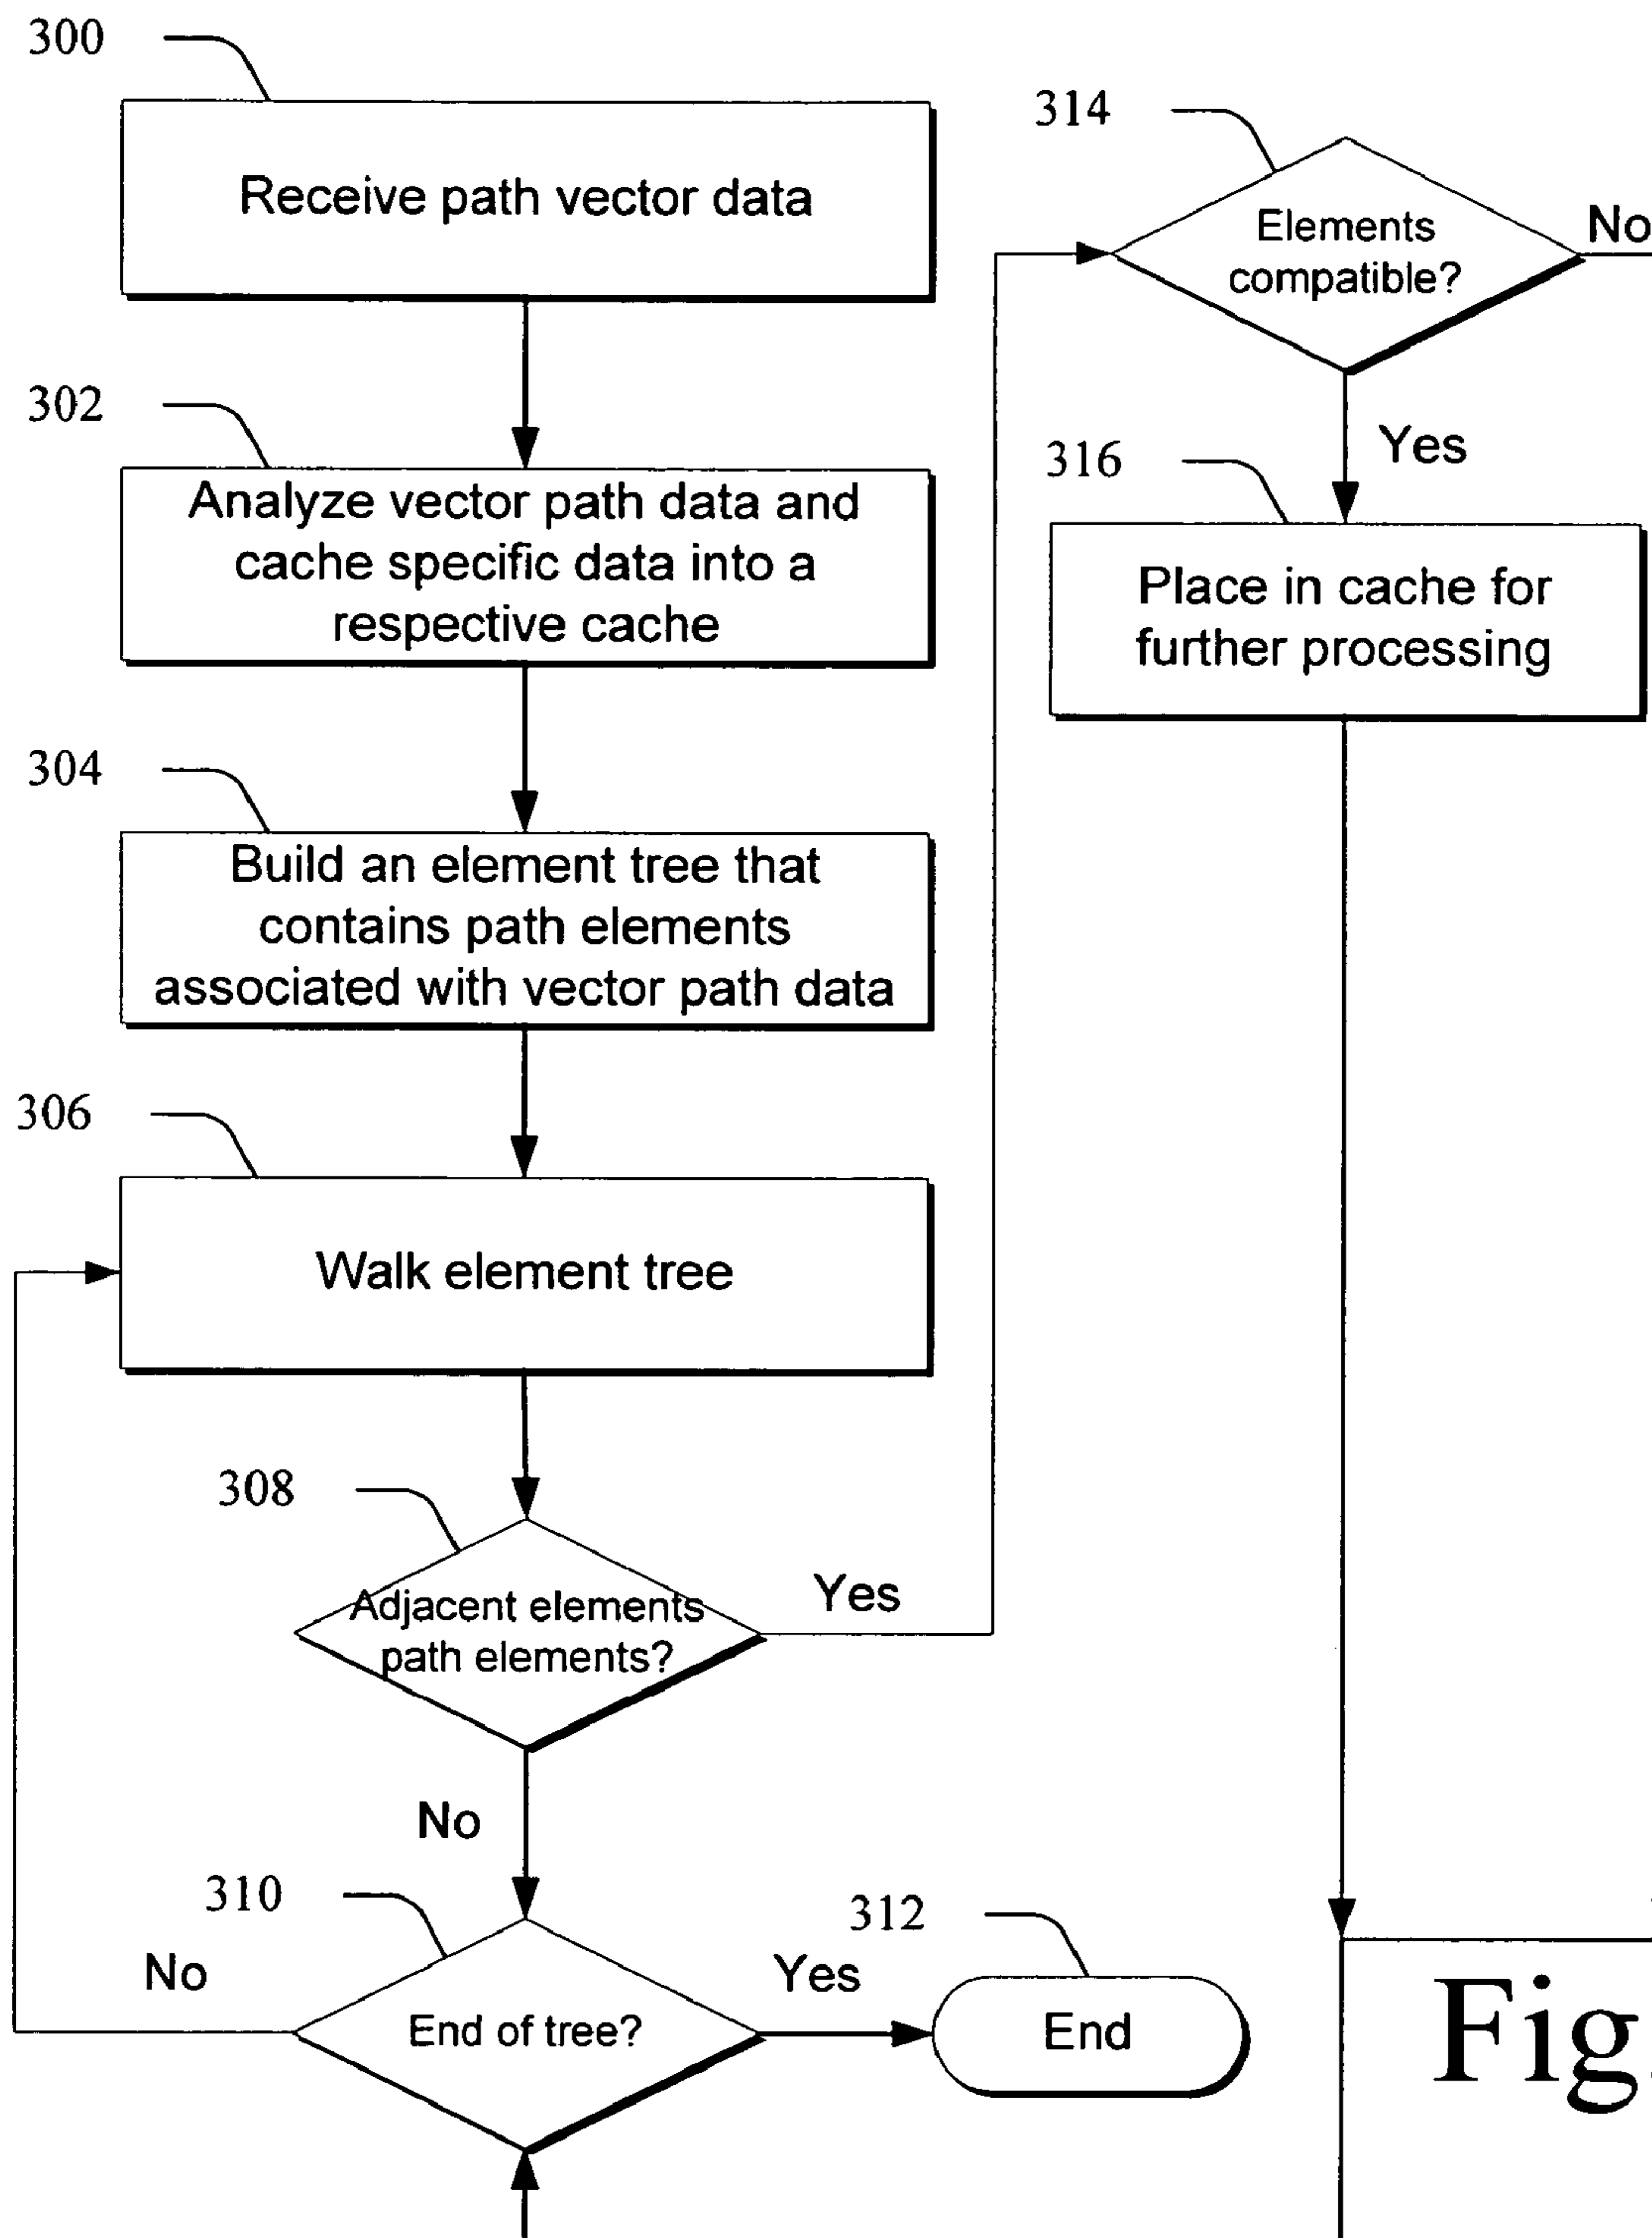 300
Receive path vector data
302
Analyze vector path data and
cache specific data into a
respective cache
304
Build an element tree that
contains path elements
associated with vector path data
306
Walk element tree
308
Adjacent elements
path elements?
Yes
No
310
End of tree?
No
Yes
312
End
314
Elements
compatible?
No
Yes
316
Place in cache for
further processing
Fig.